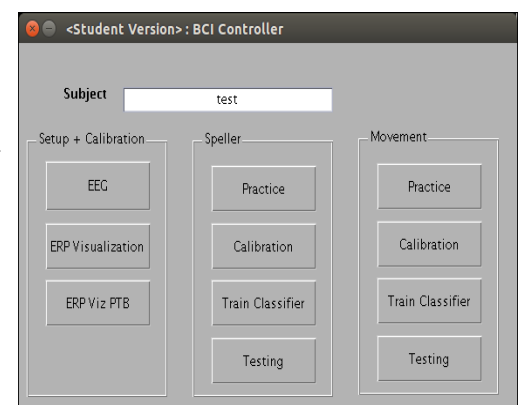 <Student Version> : BCI Controller
Subject test
Setup + Calibration
EEG
ERP Visualization
ERP Viz PTB
Speller
Practice
Calibration
Train Classifier
Testing
Movement
Practice
Calibration
Train Classifier
Testing